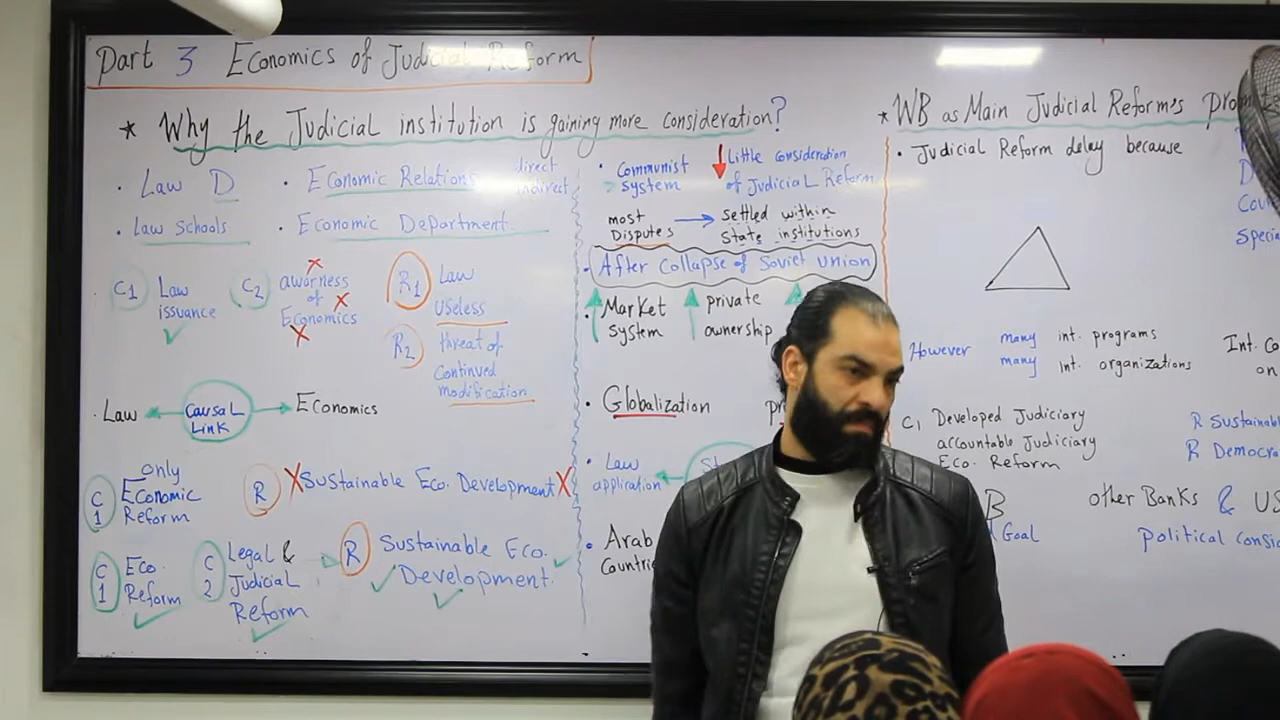 Part 3 Economics of Judicial Reform
* Why the Judicial institution is gaining more consideration?
· Law D
· Economic Relations
direct
indirect
· Law Schools
· Economic Department
C1 Law issuance
C2 awarness of Economics
R1 Law useless
R2 threat of continued modification
· Law
Causal Link
Economics
C1 only Economic Reform
R X Sustainable Eco. Development X
C1 Eco. Reform
C2 Legal & Judicial Reform
R Sustainable Eco. Development
· Communist system
Little consideration of Judicial Reform
most Disputes
settled within State institutions
· After Collapse of Soviet Union
· Market system
private ownership
· Globalization
· Law application
· Arab
* WB as Main Judicial Reform's
· Judicial Reform delay because
However
many int. programs
many int. organizations
C1 Developed Judiciary
accountable Judiciary
Eco. Reform
Goal
other Banks &
Political